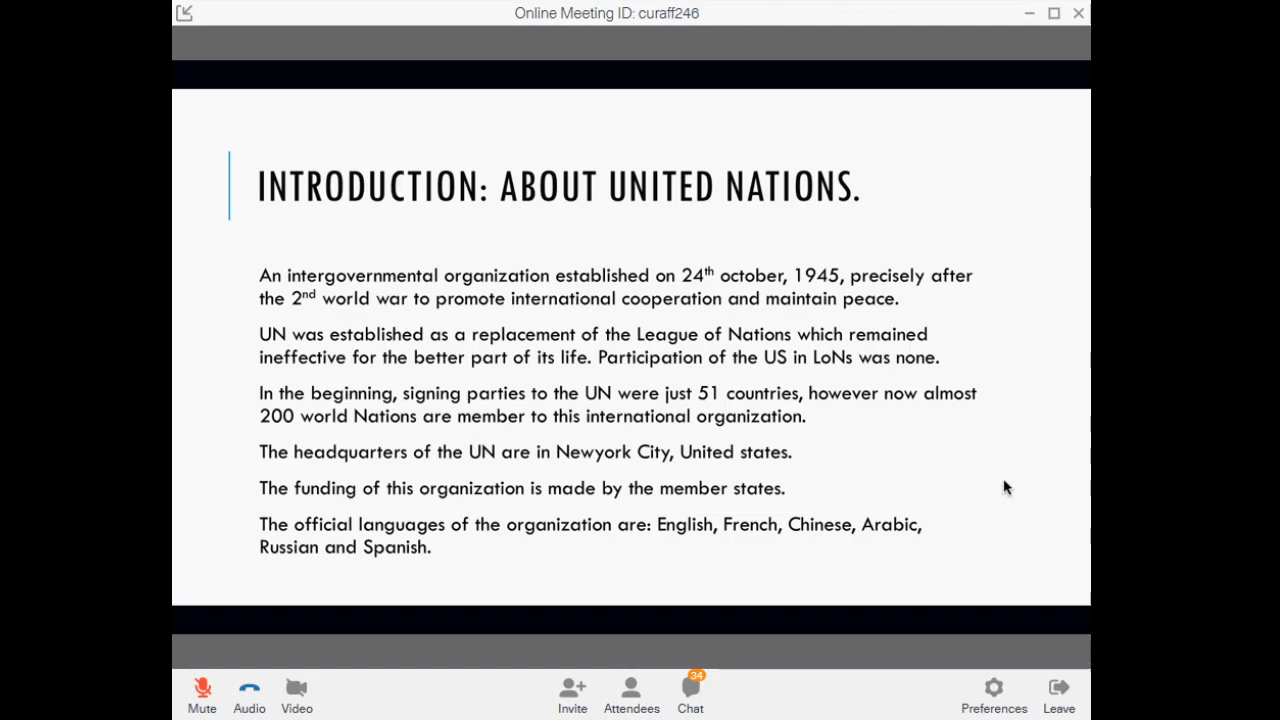 Online Meeting ID: curaff246
INTRODUCTION: ABOUT UNITED NATIONS.
An intergovernmental organization established on 24th october, 1945, precisely after
the 2nd world war to promote international cooperation and maintain peace.
UN was established as a replacement of the League of Nations which remained
ineffective for the better part of its life. Participation of the US in LoNs was none.
In the beginning, signing parties to the UN were just 51 countries, however now almost
200 world Nations are member to this international organization.
The headquarters of the UN are in Newyork City, United states.
The funding of this organization is made by the member states.
The official languages of the organization are: English, French, Chinese, Arabic,
Russian and Spanish.
34
Mute Audio Video Invite Attendees Chat Preferences Leave